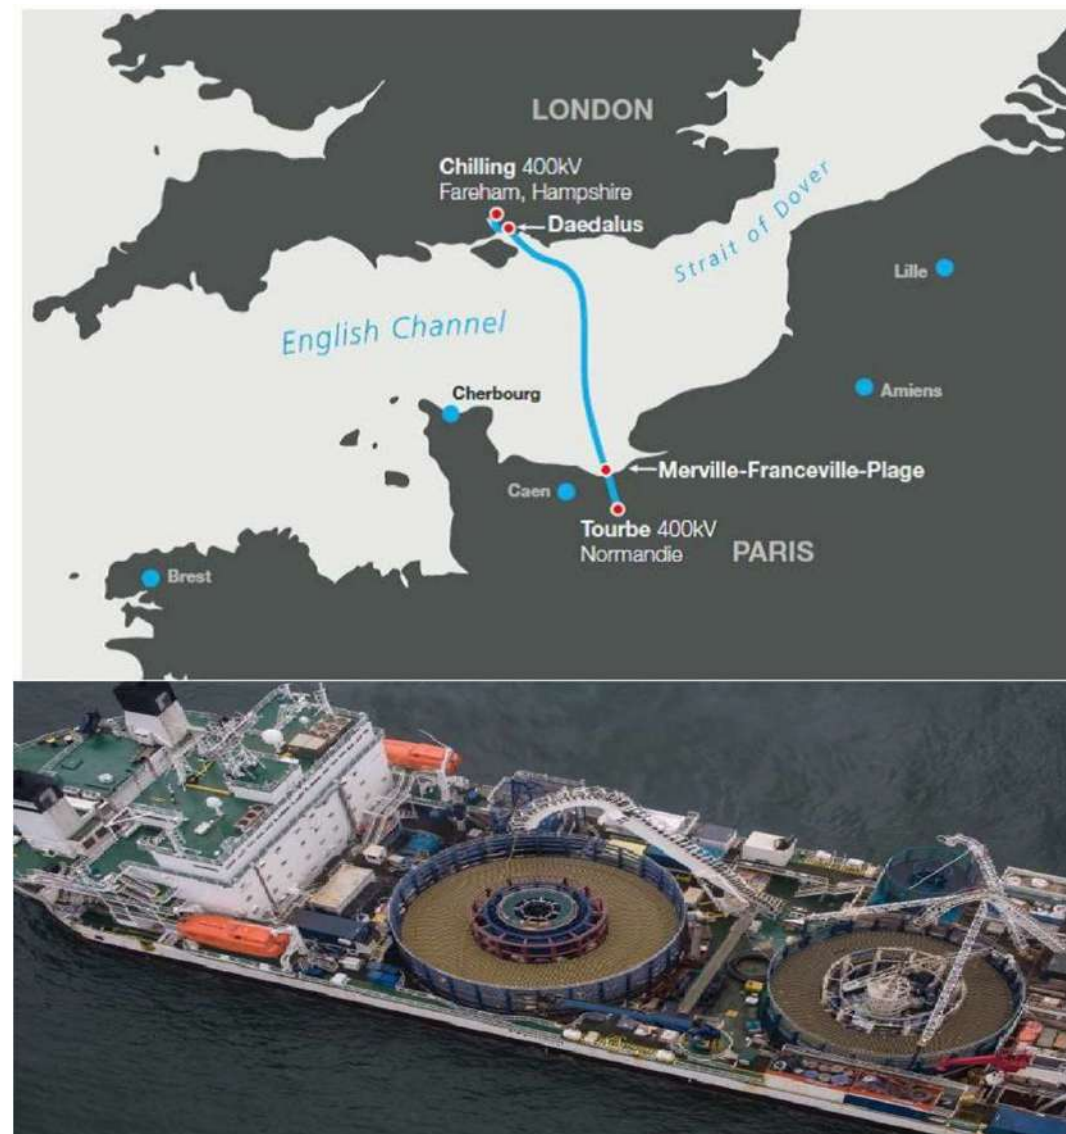 LONDON
Chilling 400kV
Fareham, Hampshire
Daedalus
Strait of Dover
Lille
English Channel
Cherbourg
Amiens
Merville-Franceville-Plage
Caen
Tourbe 400kV
Normandie
PARIS
Brest